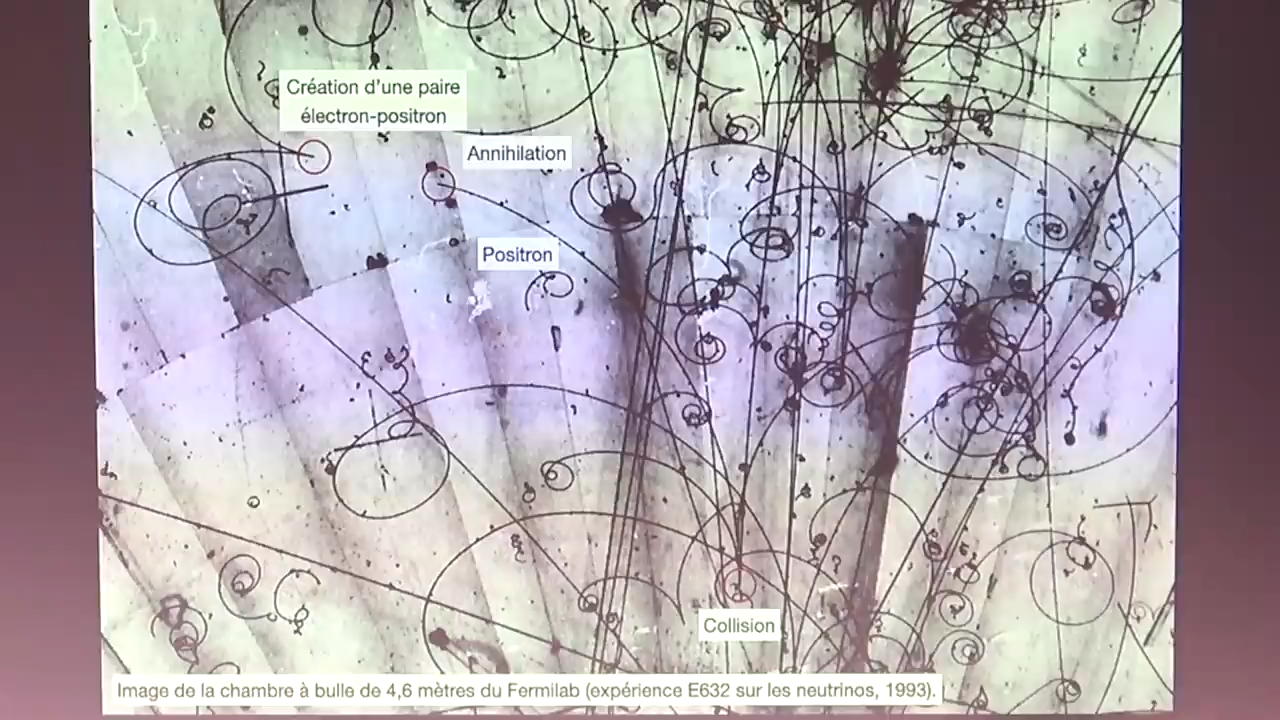 Création d'une paire
électron-positron
Annihilation
Positron
Collision
Image de la chambre à bulle de 4,6 mètres du Fermilab (expérience E632 sur les neutrinos, 1993).